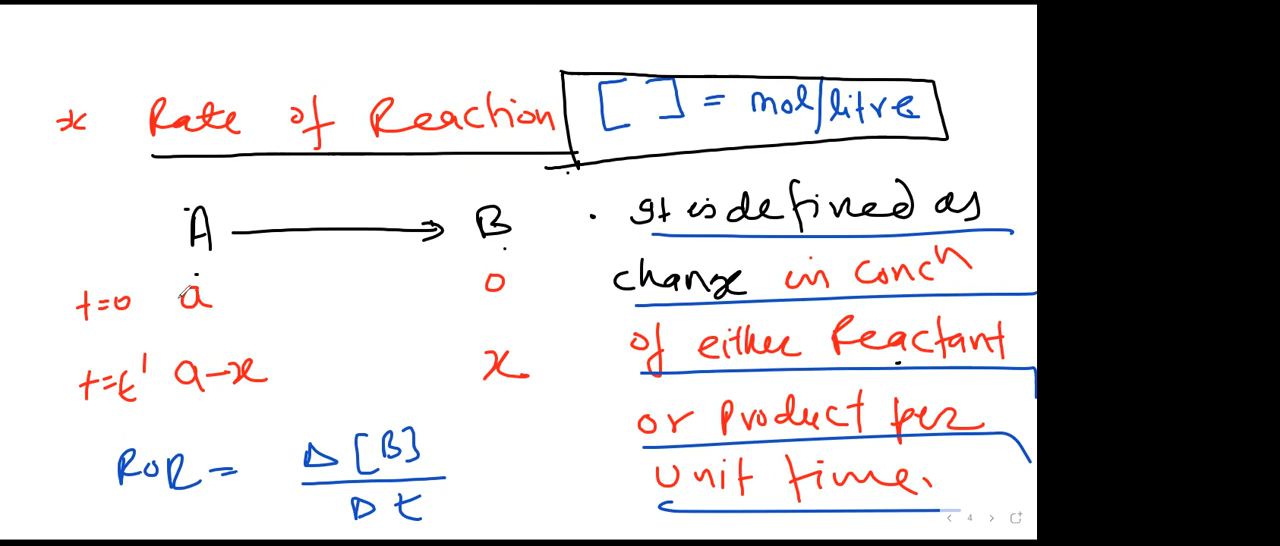 * Rate of Reaction [ ] = mol/litre
A ⟶ B
t=0 a 0
t=t' a-x x
ROR = Δ[B]/Δt
. It is defined as
change in concn
of either Reactant
or Product per
unit time.
4